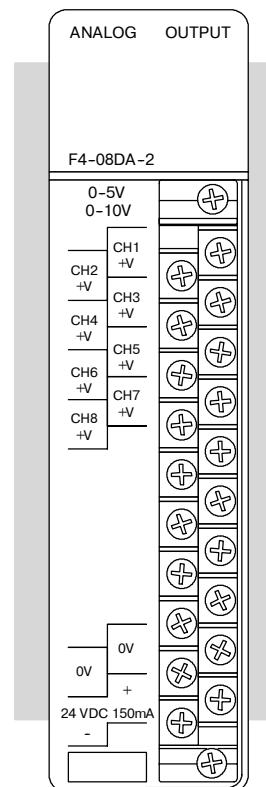 ANALOG OUTPUT
F4-08DA-2
0-5V
0-10V
CH1
+V
CH2
+V
CH3
+V
CH4
+V
CH5
+V
CH6
+V
CH7
+V
CH8
+V
0V
0V
+
24 VDC 150mA
-